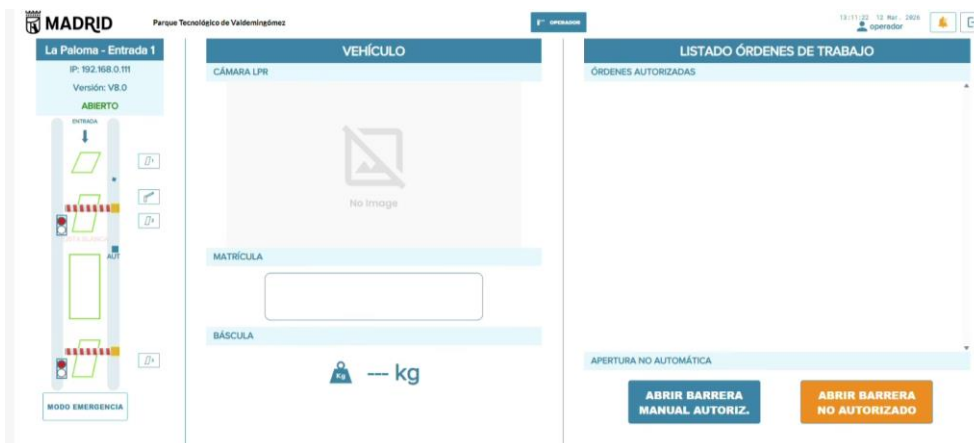 MADRID
Parque Tecnológico de Valdemingómez
OPERADOR
13:11:22 12 Mar. 2026
operador
La Paloma - Entrada 1
IP: 192.168.0.111
Versión: V8.0
ABIERTO
ENTRADA
AUT
MODO EMERGENCIA
VEHÍCULO
CÁMARA LPR
No Image
MATRÍCULA
BÁSCULA
Kg
--- kg
LISTADO ÓRDENES DE TRABAJO
ÓRDENES AUTORIZADAS
APERTURA NO AUTOMÁTICA
ABRIR BARRERA
MANUAL AUTORIZ.
ABRIR BARRERA
NO AUTORIZADO